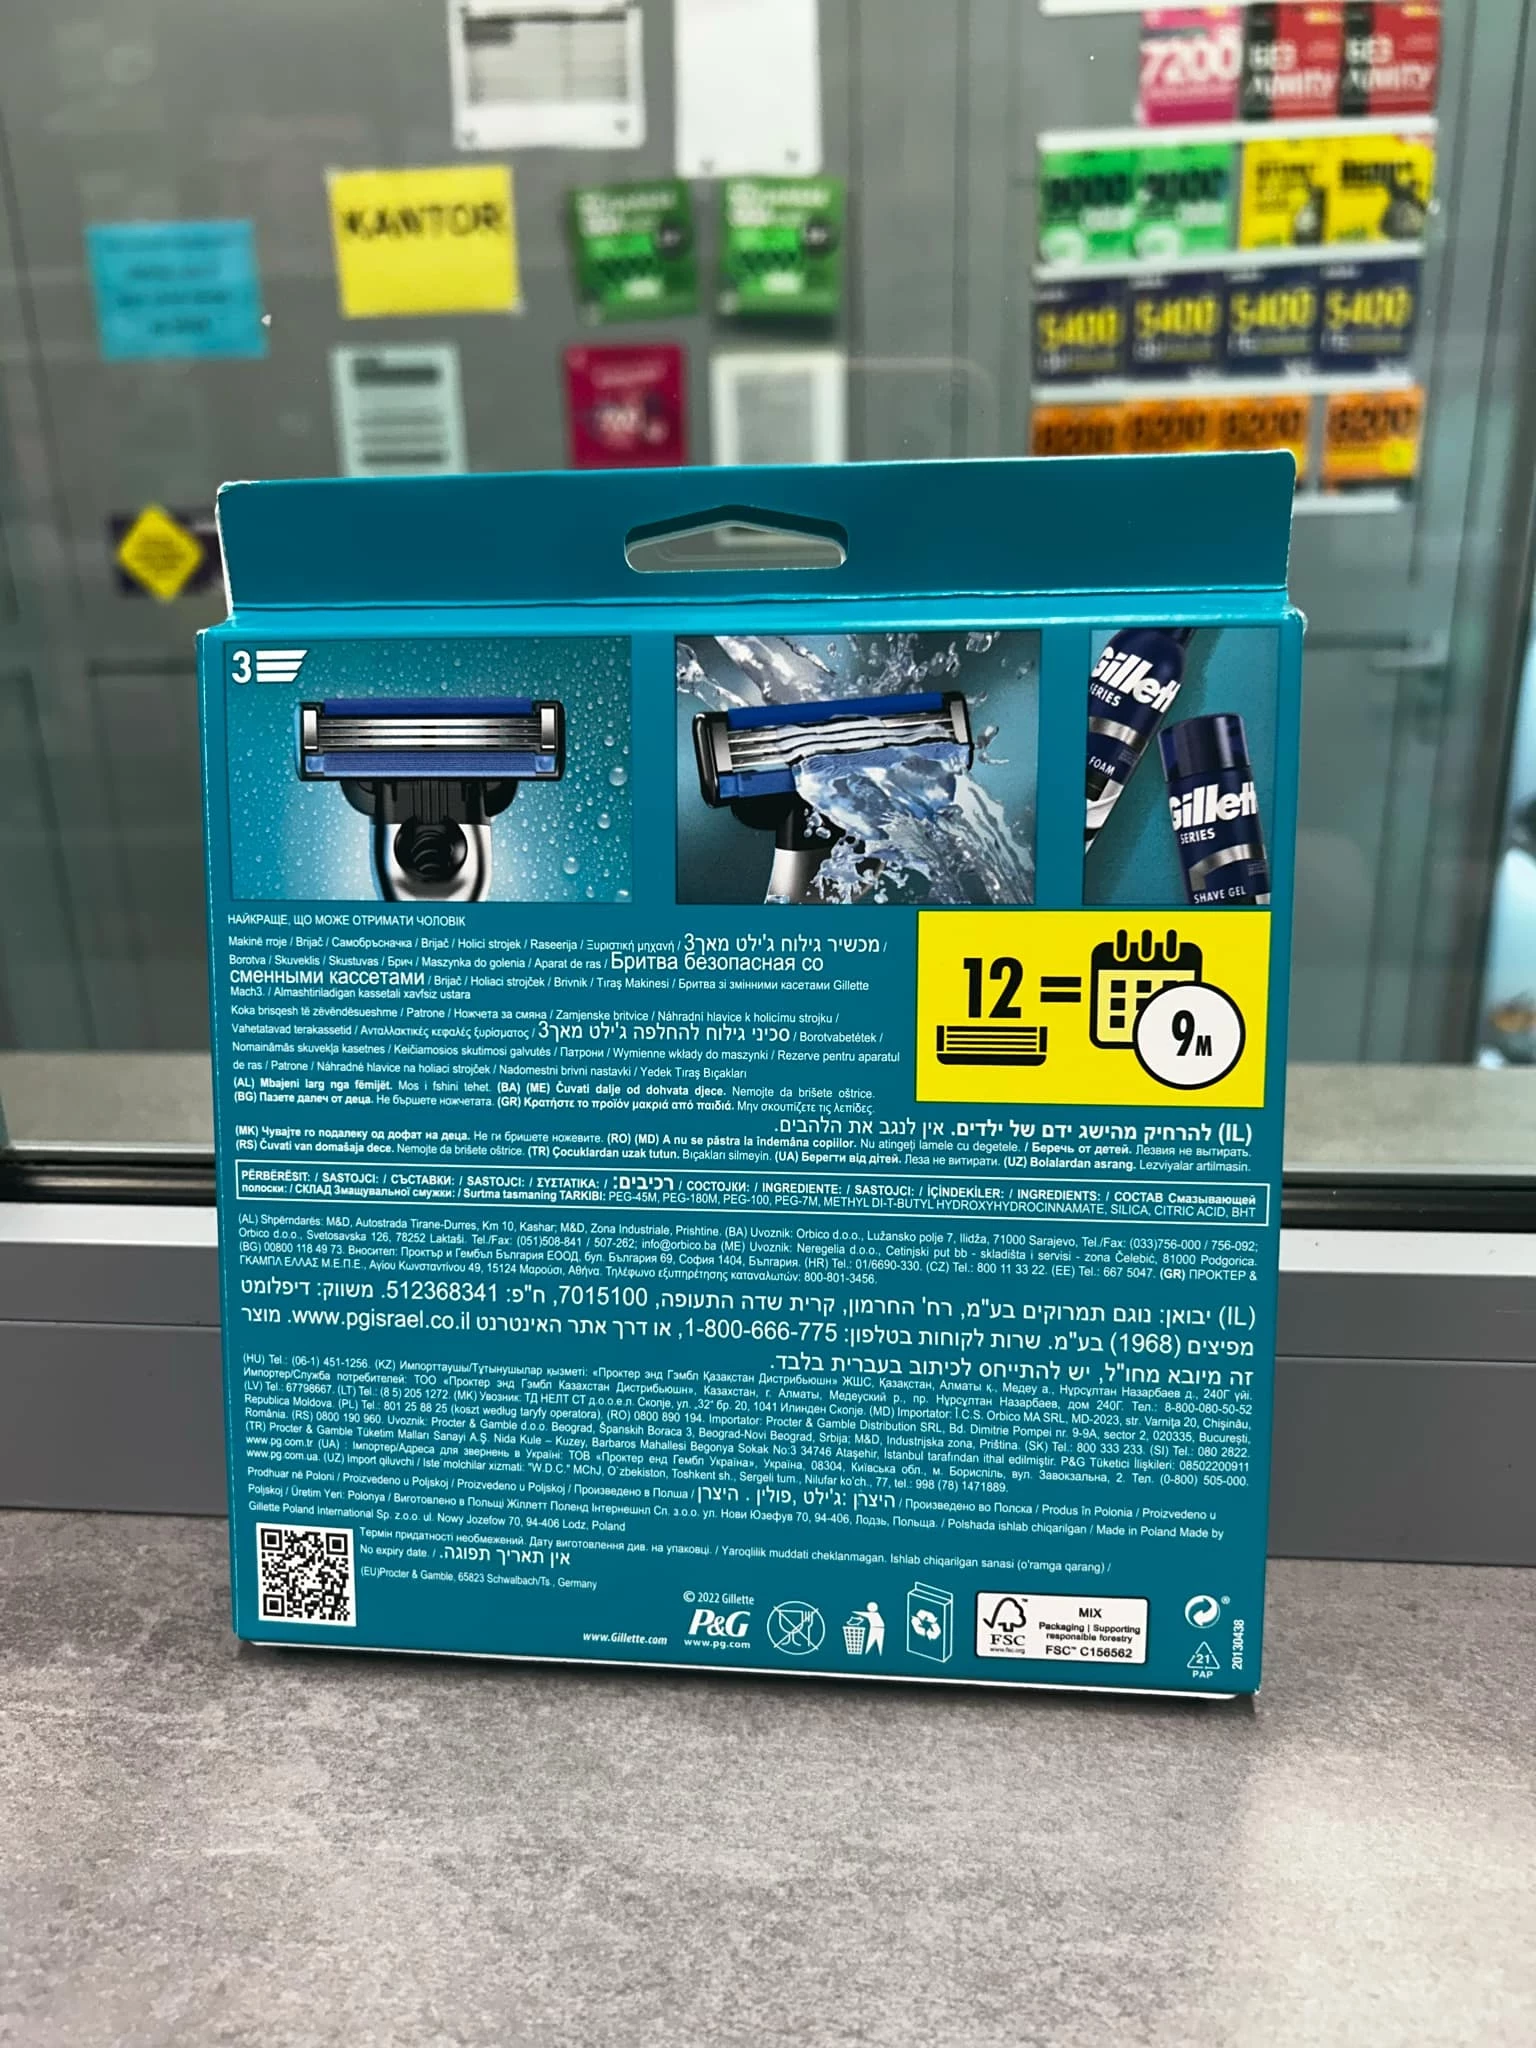 KANTOR
7200
БЕЗ
БЕЗ
5400 5400 5400 5400
6200 6200 6200 6200
3
Gillett
SERIES
FOAM
Gillett
SERIES
SHAVE GEL
НАЙКРАЩЕ, ЩО МОЖЕ ОТРИМАТИ ЧОЛОВІК
Makinë rroje / Brijač / Самобръсначка / Brijač / Holicí strojek / Raseerija / Ξυριστική μηχανή / מכשיר גילוח ג'ילט מאך3 /
Borotva / Skuveklis / Skustuvas / Брич / Maszynka do golenia / Aparat de ras / Бритва безопасная со
сменными кассетами / Brijač / Holiaci strojček / Brivnik / Tıraş Makinesi / Бритва зі змінними касетами Gillette
Mach3. / Almashtiriladigan kassetali xavfsiz ustara
Koka brisqesh të zëvëndësueshme / Patrone / Ножчета за смяна / Zamjenske britvice / Náhradní hlavice k holicímu strojku /
Vahetatavad terakassetid / Ανταλλακτικές κεφαλές ξυρίσματος / סכיני גילוח להחלפה ג'ילט מאך3 / Borotvabetétek /
Nomaināmās skuvekļa kasetnes / Keičiamosios skutimosi galvutės / Патрони / Wymienne wkłady do maszynki / Rezerve pentru aparatul
de ras / Patrone / Náhradné hlavice na holiaci strojček / Nadomestni brivni nastavki / Yedek Tıraş Bıçakları
12 = 9M
(AL) Mbajeni larg nga fëmijët. Mos i fshini tehet. (BA) (ME) Čuvati dalje od dohvata djece. Nemojte da brišete oštrice.
(BG) Пазете далеч от деца. Не бършете ножчетата. (GR) Κρατήστε το προϊόν μακριά από παιδιά. Μην σκουπίζετε τις λεπίδες.
(IL) להרחיק מהישג ידם של ילדים. אין לנגב את הלהבים.
(MK) Чувајте го подалеку од дофат на деца. Не ги бришете ножевите. (RO) (MD) A nu se păstra la îndemâna copiilor. Nu atingeți lamele cu degetele. / Беречь от детей. Лезвия не вытирать.
(RS) Čuvati van domašaja dece. Nemojte da brišete oštrice. (TR) Çocuklardan uzak tutun. Bıçakları silmeyin. (UA) Берегти від дітей. Леза не витирати. (UZ) Bolalardan asrang. Lezviyalar artilmasin.
PËRBËRËSIT: / SASTOJCI: / СЪСТАВКИ: / SASTOJCI: / ΣΥΣΤΑΤΙΚΑ: / רכיבים: / СОСТОЈКИ: / INGREDIENTE: / SASTOJCI: / İÇİNDEKİLER: / INGREDIENTS: / СОСТАВ Смазывающей
полоски: / СКЛАД Змащувальної смужки: / Surtma tasmaning TARKIBI: PEG-45M, PEG-180M, PEG-100, PEG-7M, METHYL DI-T-BUTYL HYDROXYHYDROCINNAMATE, SILICA, CITRIC ACID, BHT
(AL) Shpërndarës: M&D, Autostrada Tirane-Durres, Km 10, Kashar; M&D, Zona Industriale, Prishtine. (BA) Uvoznik: Orbico d.o.o., Lužansko polje 7, Ilidža, 71000 Sarajevo, Tel./Fax: (033)756-000 / 756-092;
Orbico d.o.o., Svetosavska 126, 78252 Laktaši. Tel./Fax: (051)508-841 / 507-262; info@orbico.ba (ME) Uvoznik: Neregelia d.o.o., Cetinjski put bb - skladišta i servisi - zona Čelebić, 81000 Podgorica.
(BG) 00800 118 49 73. Вносител: Проктър и Гембъл България ЕООД, бул. България 69, София 1404, България. (HR) Tel.: 01/6690-330. (CZ) Tel.: 800 11 33 22. (EE) Tel.: 667 5047. (GR) ΠΡΟΚΤΕΡ &
ΓΚΑΜΠΛ ΕΛΛΑΣ Μ.Ε.Π.Ε., Αγίου Κωνσταντίνου 49, 15124 Μαρούσι, Αθήνα. Τηλέφωνο εξυπηρέτησης καταναλωτών: 800-801-3456.
(IL) יבואן: נוגם תמרוקים בע"מ, רח' החרמון, קרית שדה התעופה, 7015100, ח"פ: 512368341. משווק: דיפלומט
מפיצים (1968) בע"מ. שרות לקוחות בטלפון: 1-800-666-775, או דרך אתר האינטרנט www.pgisrael.co.il. מוצר
זה מיובא מחו"ל, יש להתייחס לכיתוב בעברית בלבד.
(HU) Tel.: (06-1) 451-1256. (KZ) Импорттаушы/Тұтынушылар қызметі: «Проктер энд Гэмбл Қазақстан Дистрибьюшн» ЖШС, Қазақстан, Алматы қ., Медеу а., Нұрсұлтан Назарбаев д., 240Г үйі.
Импортер/Служба потребителей: ТОО «Проктер энд Гэмбл Казахстан Дистрибьюшн», Казахстан, г. Алматы, Медеуский р., пр. Нурсултан Назарбаев, дом 240Г. Тел.: 8-800-080-50-52
(LV) Tel.: 67798667. (LT) Tel.: (8 5) 205 1272. (MK) Увозник: ТД НЕЛТ СТ д.о.о.е.л. Скопје, ул. „32“ бр. 20, 1041 Илинден Скопје. (MD) Importator: Î.C.S. Orbico MA SRL, MD-2023, str. Varnița 20, Chișinău,
Republica Moldova. (PL) Tel.: 801 25 88 25 (koszt według taryfy operatora). (RO) 0800 890 194. Importator: Procter & Gamble Distribution SRL, Bd. Dimitrie Pompei nr. 9-9A, sector 2, 020335, București,
România. (RS) 0800 190 960. Uvoznik: Procter & Gamble d.o.o. Beograd, Španskih Boraca 3, Beograd-Novi Beograd, Srbija; M&D, Industrijska zona, Priština. (SK) Tel.: 800 333 233. (SI) Tel.: 080 2822.
(TR) Procter & Gamble Tüketim Malları Sanayi A.Ş. Nida Kule – Kuzey, Barbaros Mahallesi Begonya Sokak No:3 34746 Ataşehir, İstanbul tarafından ithal edilmiştir. P&G Tüketici İlişkileri: 08502200911
www.pg.com.tr (UA) : Імпортер/Адреса для звернень в Україні: ТОВ «Проктер енд Гембл Україна», Україна, 08304, Київська обл., м. Бориспіль, вул. Завокзальна, 2. Тел. (0-800) 505-000.
www.pg.com.ua. (UZ) Import qiluvchi / Iste`molchilar xizmati: "W.D.C." MChJ, O`zbekiston, Toshkent sh., Sergeli tum., Nilufar ko'ch., 77, tel.: 998 (78) 1471889.
Prodhuar në Poloni / Proizvedeno u Poljskoj / Proizvedeno u Poljskoj / Произведено в Полша / היצרן: ג'ילט, פולין . היצרן / Произведено во Полска / Produs în Polonia / Proizvedeno u
Poljskoj / Üretim Yeri: Polonya / Виготовлено в Польщі Жіллетт Поленд Інтернешнл Сп. з.о.о. ул. Нови Юзефув 70, 94-406, Лодзь, Польща. / Polshada ishlab chiqarilgan / Made in Poland Made by
Gillette Poland International Sp. z.o.o. ul. Nowy Jozefow 70, 94-406 Lodz, Poland
Термін придатності необмежений. Дату виготовлення див. на упаковці. / Yaroqlilik muddati cheklanmagan. Ishlab chiqarilgan sanasi (o'ramga qarang) /
No expiry date. / אין תאריך תפוגה.
(EU)Procter & Gamble, 65823 Schwalbach/Ts., Germany
© 2022 Gillette
P&G
www.Gillette.com www.pg.com
FSC
www.fsc.org
MIX
Packaging | Supporting
responsible forestry
FSC™ C156562
21
PAP
20130438